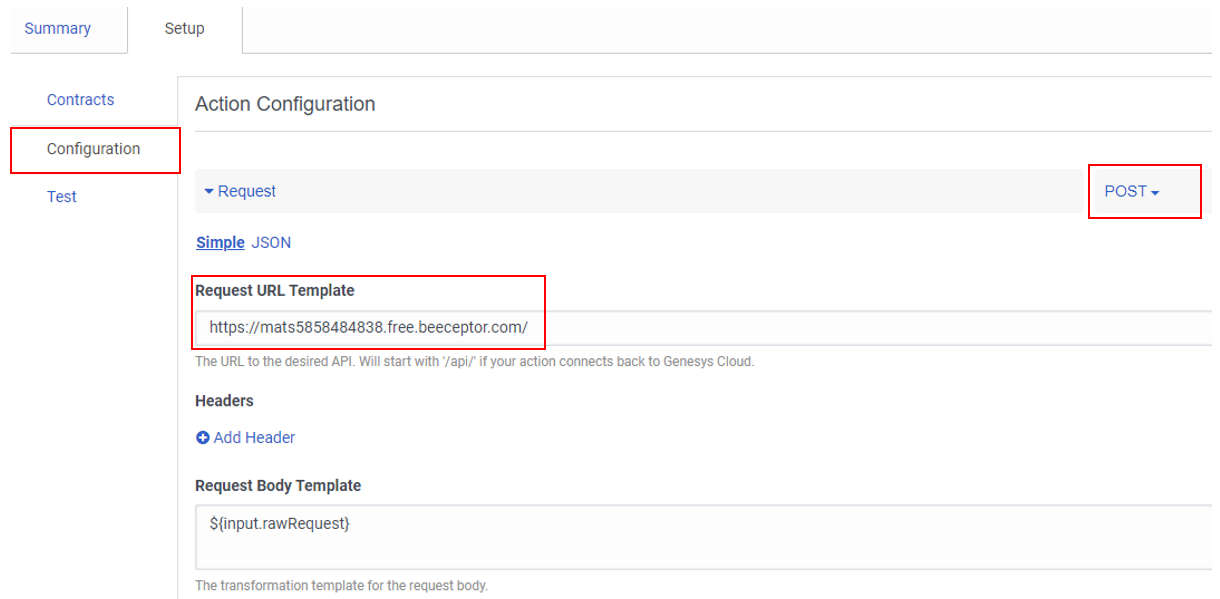 Summary
Setup
Contracts
Configuration
Test
Action Configuration
Request
POST
Simple JSON
Request URL Template
https://mats5858484838.free.beeceptor.com/
The URL to the desired API. Will start with '/api/' if your action connects back to Genesys Cloud.
Headers
Add Header
Request Body Template
${input.rawRequest}
The transformation template for the request body.